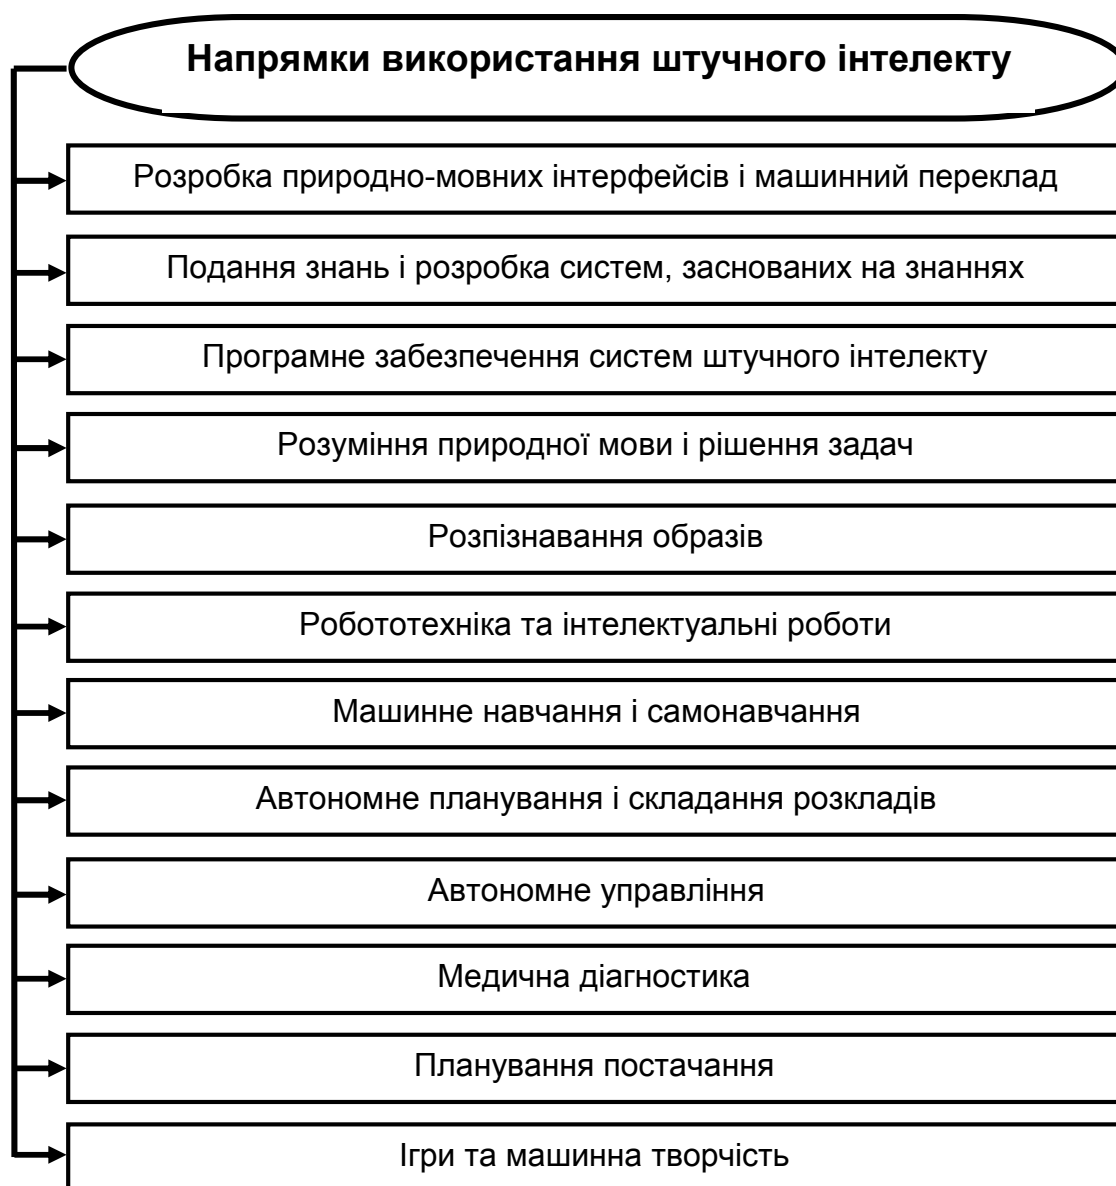 Напрямки використання штучного інтелекту
Розробка природно-мовних інтерфейсів і машинний переклад
Подання знань і розробка систем, заснованих на знаннях
Програмне забезпечення систем штучного інтелекту
Розуміння природної мови і рішення задач
Розпізнавання образів
Робототехніка та інтелектуальні роботи
Машинне навчання і самонавчання
Автономне планування і складання розкладів
Автономне управління
Медична діагностика
Планування постачання
Ігри та машинна творчість